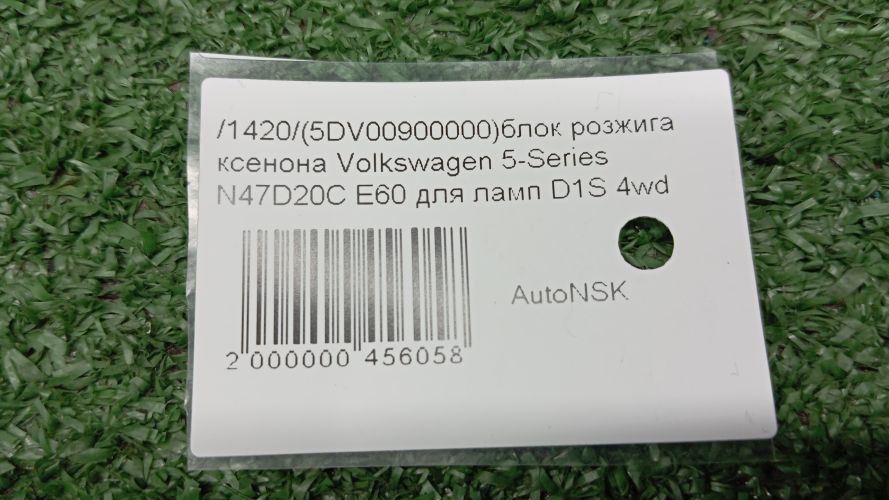 /1420/(5DV00900000)блок розжига
ксенона Volkswagen 5-Series
N47D20C E60 для ламп D1S 4wd
AutoNSK
2 000000 456058